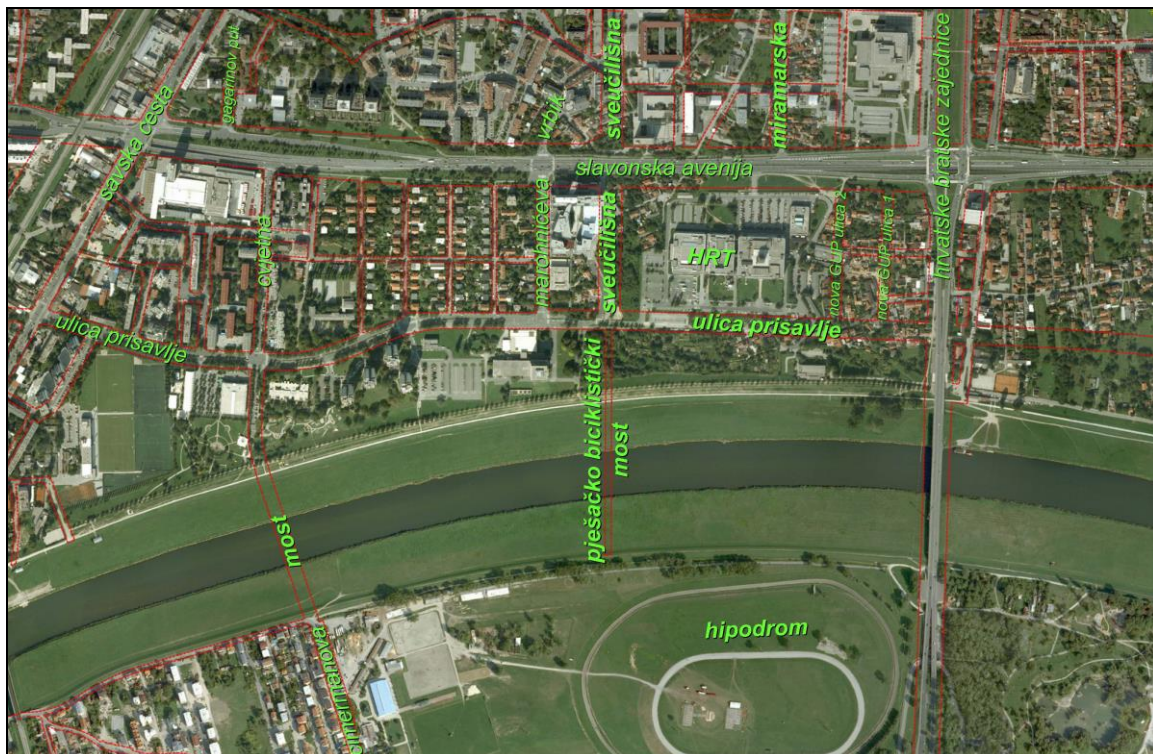 savska cesta
gagarinov put
vrbik
sveučilišna
miramarska
hrvatske bratske zajednice
slavonska avenija
cvjetna
marohnićeva
sveučilišna
HRT
nova GUP ulica 2
nova GUP ulica 1
ulica prisavlje
ulica prisavlje
pješačko biciklistički
most
most
hipodrom